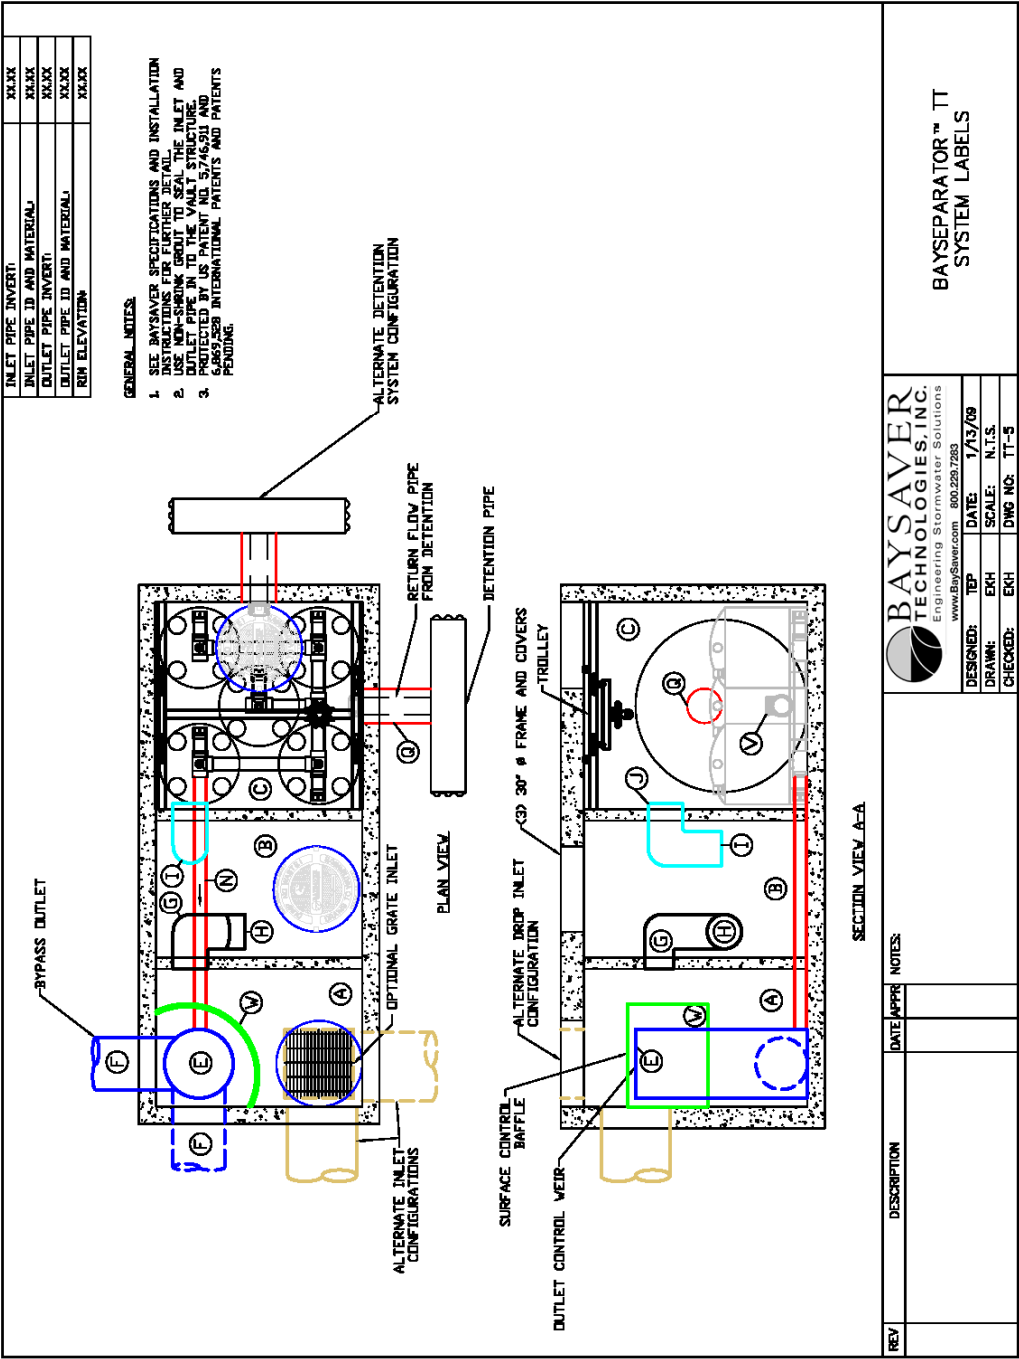 INLET PIPE INVERT: XX.XX
INLET PIPE ID AND MATERIAL: XX.XX
OUTLET PIPE INVERT: XX.XX
OUTLET PIPE ID AND MATERIAL: XX.XX
RIM ELEVATION: XX.XX
GENERAL NOTES:
1. SEE BAYSAVER SPECIFICATIONS AND INSTALLATION
INSTRUCTIONS FOR FURTHER DETAIL.
2. USE NON-SHRINK GROUT TO SEAL THE INLET AND
OUTLET PIPE IN TO THE VAULT STRUCTURE.
3. PROTECTED BY US PATENT NO. 5,746,911 AND
6,869,528 INTERNATIONAL PATENTS AND PATENTS
PENDING.
BYPASS OUTLET
F
F
E
W
A
G
H
I
N
B
C
Q
ALTERNATE INLET
CONFIGURATIONS
OPTIONAL GRATE INLET
PLAN VIEW
RETURN FLOW PIPE
FROM DETENTION
DETENTION PIPE
ALTERNATE DETENTION
SYSTEM CONFIGURATION
SURFACE CONTROL
BAFFLE
OUTLET CONTROL WEIR
ALTERNATE DROP INLET
CONFIGURATION
(3) 30" Ø FRAME AND COVERS
TROLLEY
E
W
A
G
H
B
I
J
C
Q
V
SECTION VIEW A-A
REV
DESCRIPTION
DATE
APPR
NOTES:
BAYSAVER
TECHNOLOGIES, INC.
Engineering Stormwater Solutions
www.BaySaver.com 800.229.7283
DESIGNED: TEP DATE: 1/13/09
DRAWN: EKH SCALE: N.T.S.
CHECKED: EKH DWG NO: TT-5
BAYSEPARATOR™ TT
SYSTEM LABELS